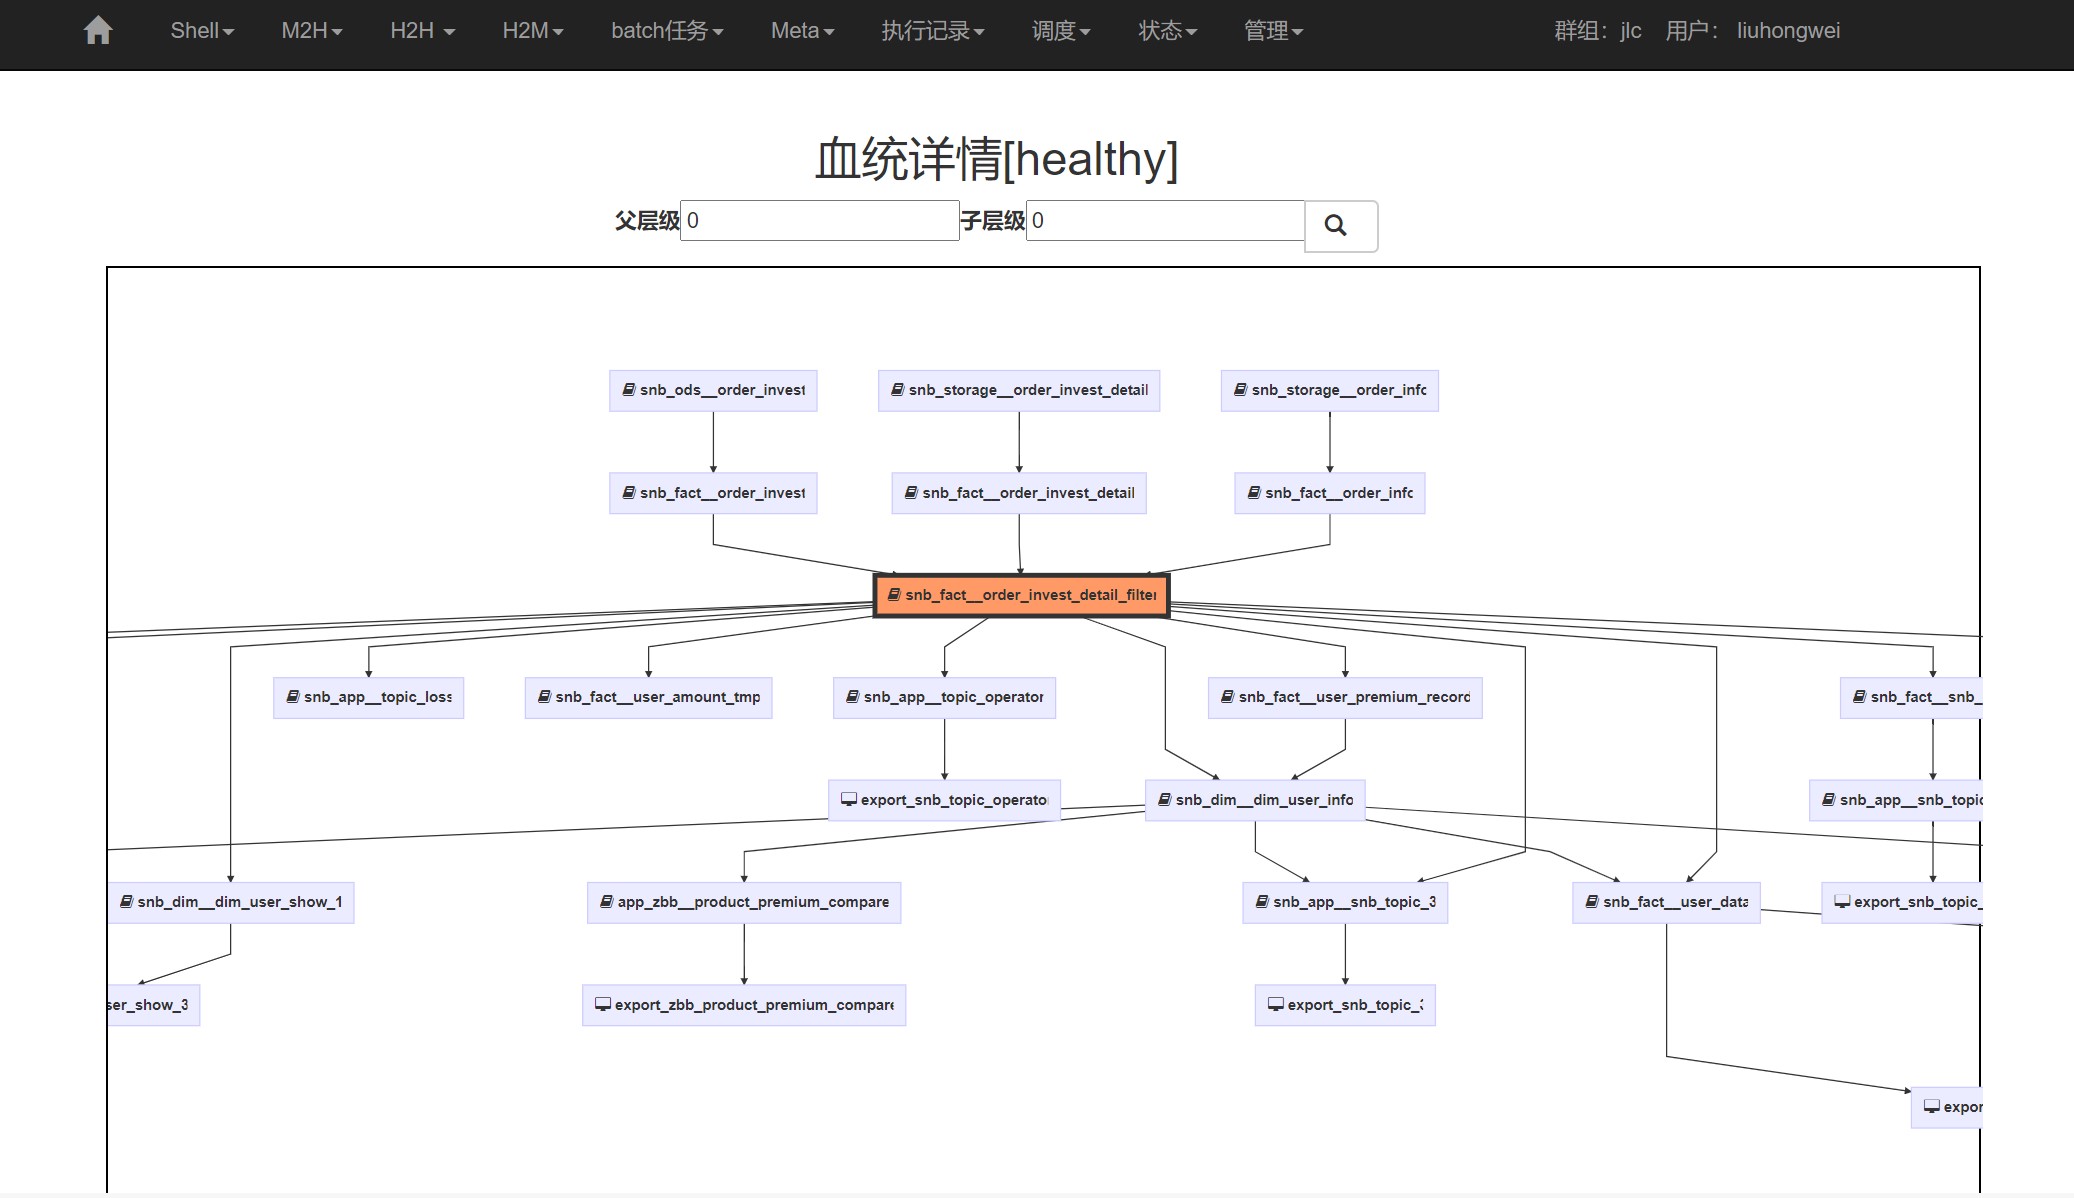 Shell M2H H2H H2M batch任务 Meta 执行记录 调度 状态 管理 群组：jlc 用户： liuhongwei
血统详情[healthy]
父层级 0 子层级 0
snb_ods__order_invest snb_storage__order_invest_detail snb_storage__order_info
snb_fact__order_invest snb_fact__order_invest_detail snb_fact__order_info
snb_fact__order_invest_detail_filter
snb_app__topic_loss snb_fact__user_amount_tmp snb_app__topic_operator snb_fact__user_premium_record snb_fact__snb_
export_snb_topic_operator snb_dim__dim_user_info snb_app__snb_topic
snb_dim__dim_user_show_1 app_zbb__product_premium_compare snb_app__snb_topic_3 snb_fact__user_data export_snb_topic_
ser_show_3 export_zbb_product_premium_compare export_snb_topic_3
expor